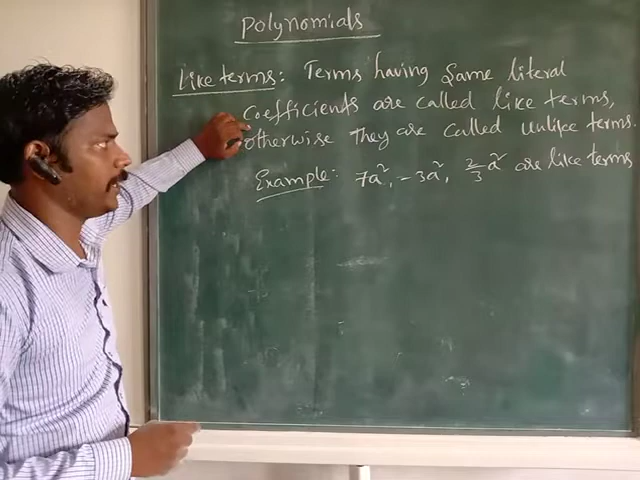 Polynomials
Like terms: Terms having same literal
coefficients are called like terms,
otherwise they are called unlike terms.
Example: 7a², -3a², 2/3 a² are like terms